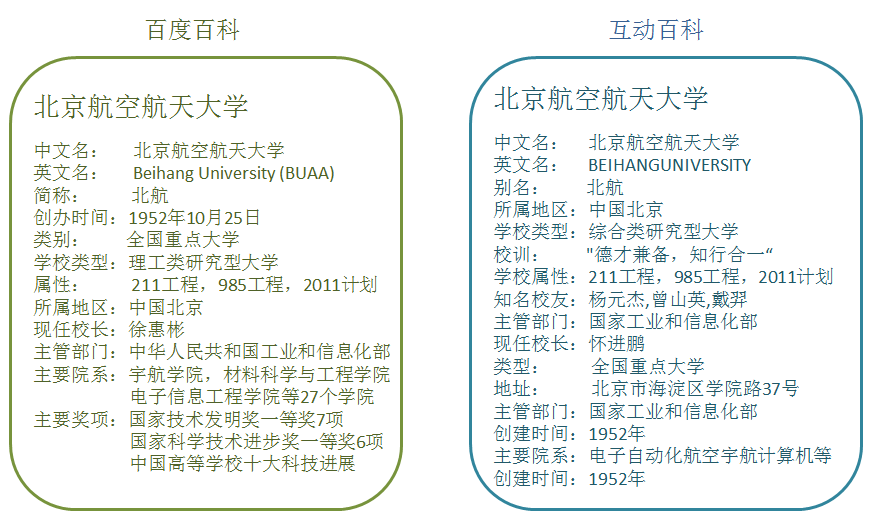 百度百科
北京航空航天大学
中文名： 北京航空航天大学
英文名： Beihang University (BUAA)
简称： 北航
创办时间：1952年10月25日
类别： 全国重点大学
学校类型：理工类研究型大学
属性： 211工程，985工程，2011计划
所属地区：中国北京
现任校长：徐惠彬
主管部门：中华人民共和国工业和信息化部
主要院系：宇航学院，材料科学与工程学院
电子信息工程学院等27个学院
主要奖项：国家技术发明奖一等奖7项
国家科学技术进步奖一等奖6项
中国高等学校十大科技进展
互动百科
北京航空航天大学
中文名： 北京航空航天大学
英文名： BEIHANGUNIVERSITY
别名： 北航
所属地区：中国北京
学校类型：综合类研究型大学
校训： "德才兼备，知行合一“
学校属性：211工程，985工程，2011计划
知名校友：杨元杰,曾山英,戴羿
主管部门：国家工业和信息化部
现任校长：怀进鹏
类型： 全国重点大学
地址： 北京市海淀区学院路37号
主管部门：国家工业和信息化部
创建时间：1952年
主要院系：电子自动化航空宇航计算机等
创建时间：1952年